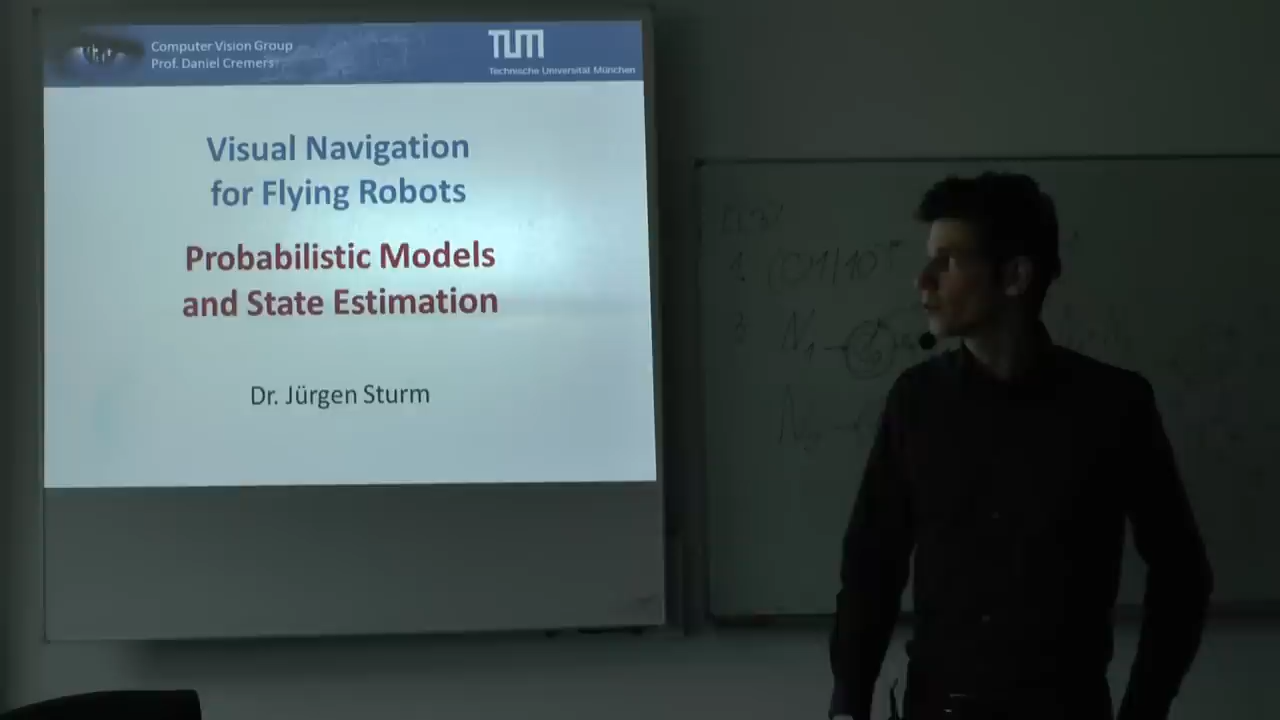 Computer Vision Group
Prof. Daniel Cremers
TUM
Technische Universität München
Visual Navigation
for Flying Robots
Probabilistic Models
and State Estimation
Dr. Jürgen Sturm